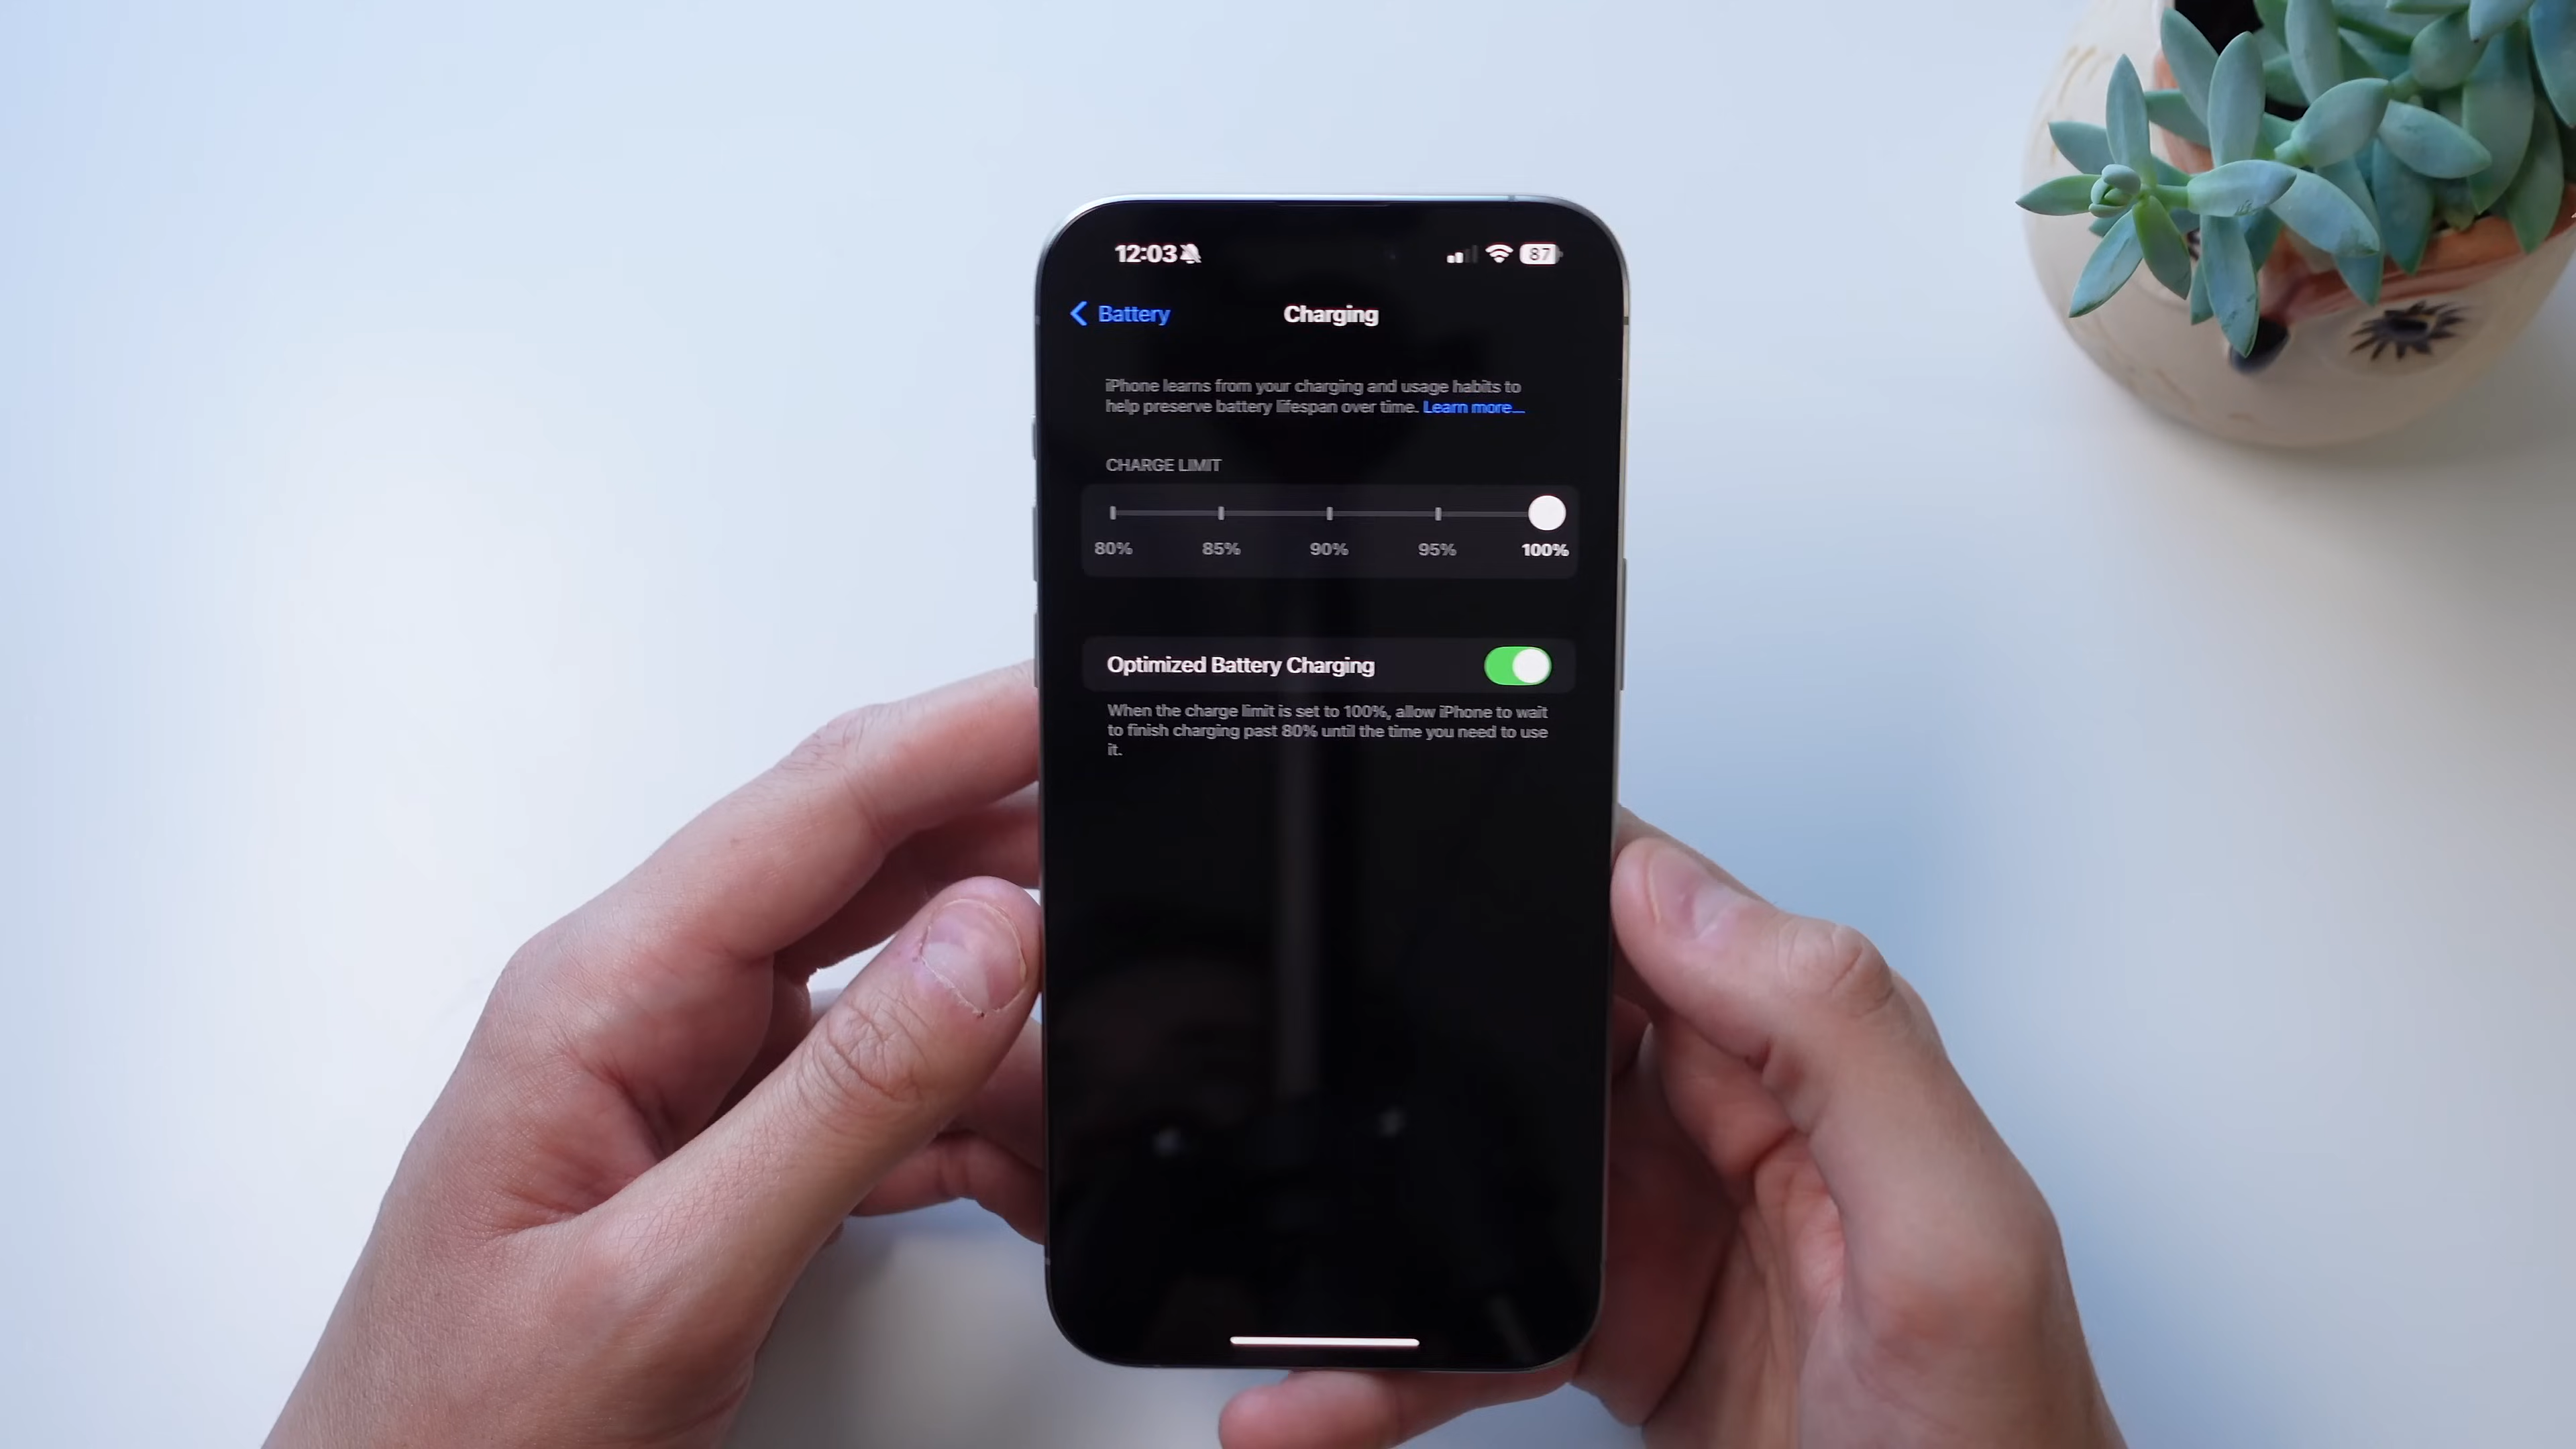 12:03
87
Battery
Charging
iPhone learns from your charging and usage habits to
help preserve battery lifespan over time. Learn more...
CHARGE LIMIT
80% 85% 90% 95% 100%
Optimized Battery Charging
When the charge limit is set to 100%, allow iPhone to wait
to finish charging past 80% until the time you need to use
it.